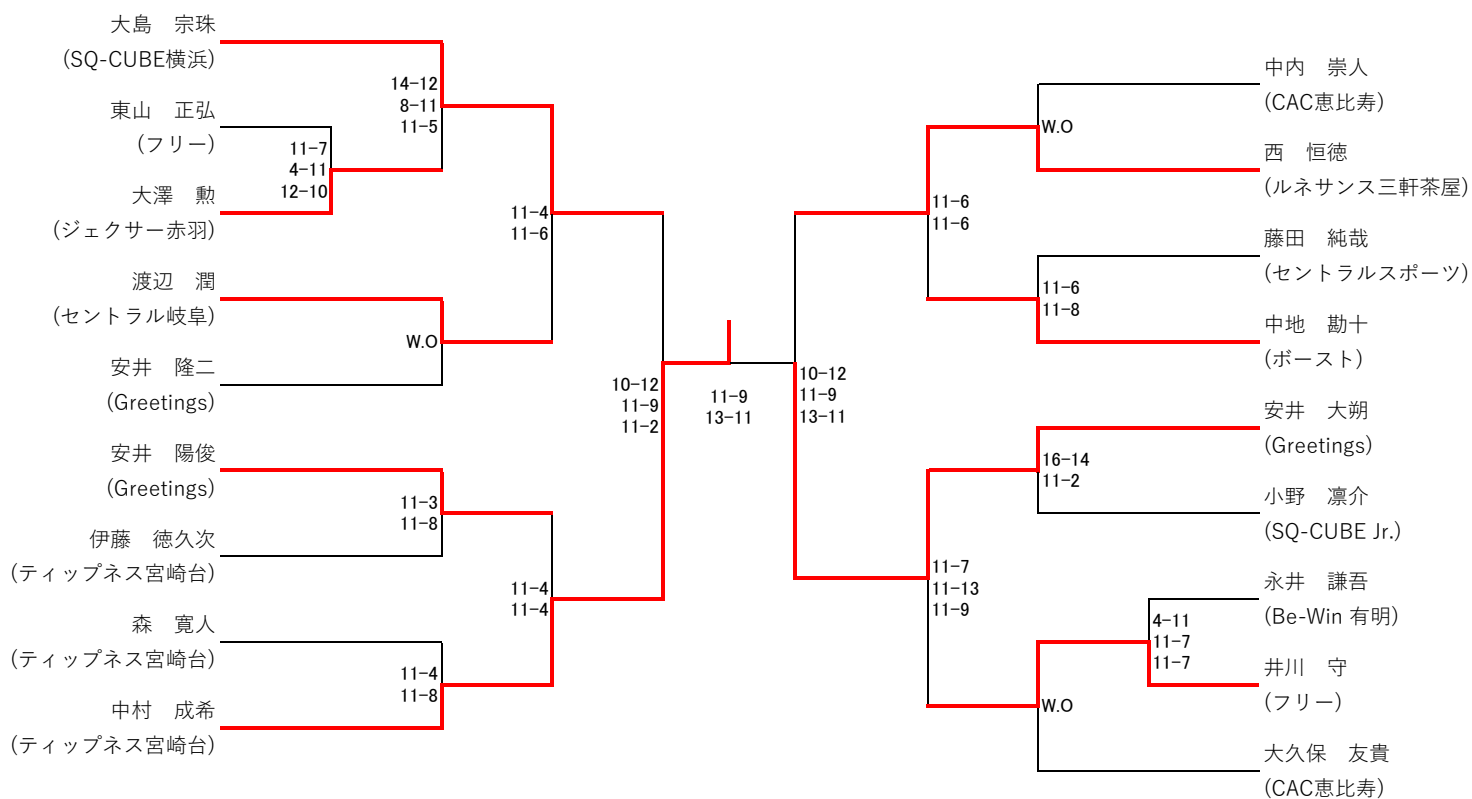 大島　宗珠
(SQ-CUBE横浜)
東山　正弘
(フリー)
大澤　勲
(ジェクサー赤羽)
渡辺　潤
(セントラル岐阜)
安井　隆二
(Greetings)
安井　陽俊
(Greetings)
伊藤　徳久次
(ティップネス宮崎台)
森　寛人
(ティップネス宮崎台)
中村　成希
(ティップネス宮崎台)
11-7
4-11
12-10
14-12
8-11
11-5
W.O
11-3
11-8
11-4
11-8
11-4
11-6
11-4
11-4
10-12
11-9
11-2
11-9
13-11
10-12
11-9
13-11
11-6
11-6
11-7
11-13
11-9
W.O
11-6
11-8
16-14
11-2
W.O
4-11
11-7
11-7
中内　崇人
(CAC恵比寿)
西　恒徳
(ルネサンス三軒茶屋)
藤田　純哉
(セントラルスポーツ)
中地　勘十
(ボースト)
安井　大朔
(Greetings)
小野　凛介
(SQ-CUBE Jr.)
永井　謙吾
(Be-Win 有明)
井川　守
(フリー)
大久保　友貴
(CAC恵比寿)